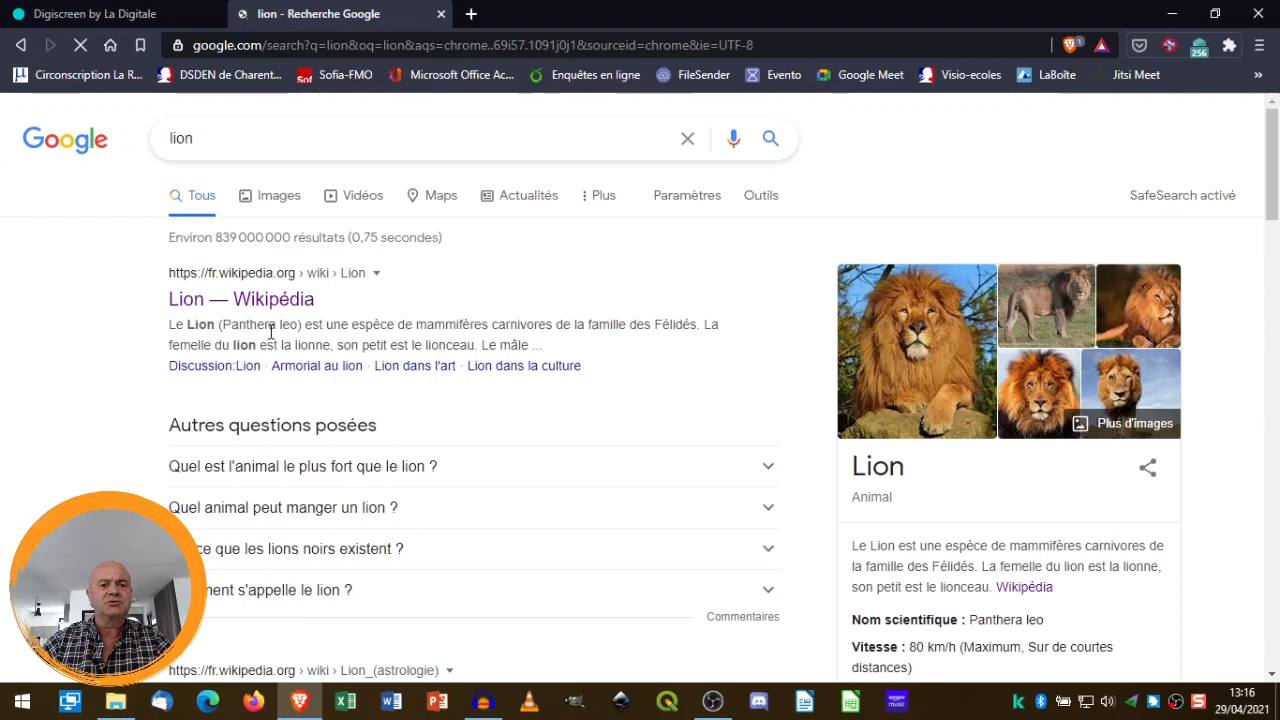 Digiscreen by La Digitale
lion - Recherche Google
google.com/search?q=lion&oq=lion&aqs=chrome..69i57.1091j0j1&sourceid=chrome&ie=UTF-8
1
256
Circonscription La R...
DSDEN de Charent...
Sofia-FMO
Microsoft Office Ac...
Enquêtes en ligne
FileSender
Evento
Google Meet
Visio-ecoles
LaBoîte
Jitsi Meet
Google
lion
Tous
Images
Vidéos
Maps
Actualités
Plus
Paramètres
Outils
SafeSearch activé
Environ 839 000 000 résultats (0,75 secondes)
https://fr.wikipedia.org › wiki › Lion
Lion — Wikipédia
Le Lion (Panthera leo) est une espèce de mammifères carnivores de la famille des Félidés. La
femelle du lion est la lionne, son petit est le lionceau. Le mâle ...
Discussion:Lion · Armorial au lion · Lion dans l'art · Lion dans la culture
Autres questions posées
Quel est l'animal le plus fort que le lion ?
Quel animal peut manger un lion ?
ce que les lions noirs existent ?
ment s'appelle le lion ?
Commentaires
https://fr.wikipedia.org › wiki › Lion_(astrologie)
Plus d'images
Lion
Animal
Le Lion est une espèce de mammifères carnivores de
la famille des Félidés. La femelle du lion est la lionne,
son petit est le lionceau. Wikipédia
Nom scientifique : Panthera leo
Vitesse : 80 km/h (Maximum, Sur de courtes
distances)
13:16
29/04/2021